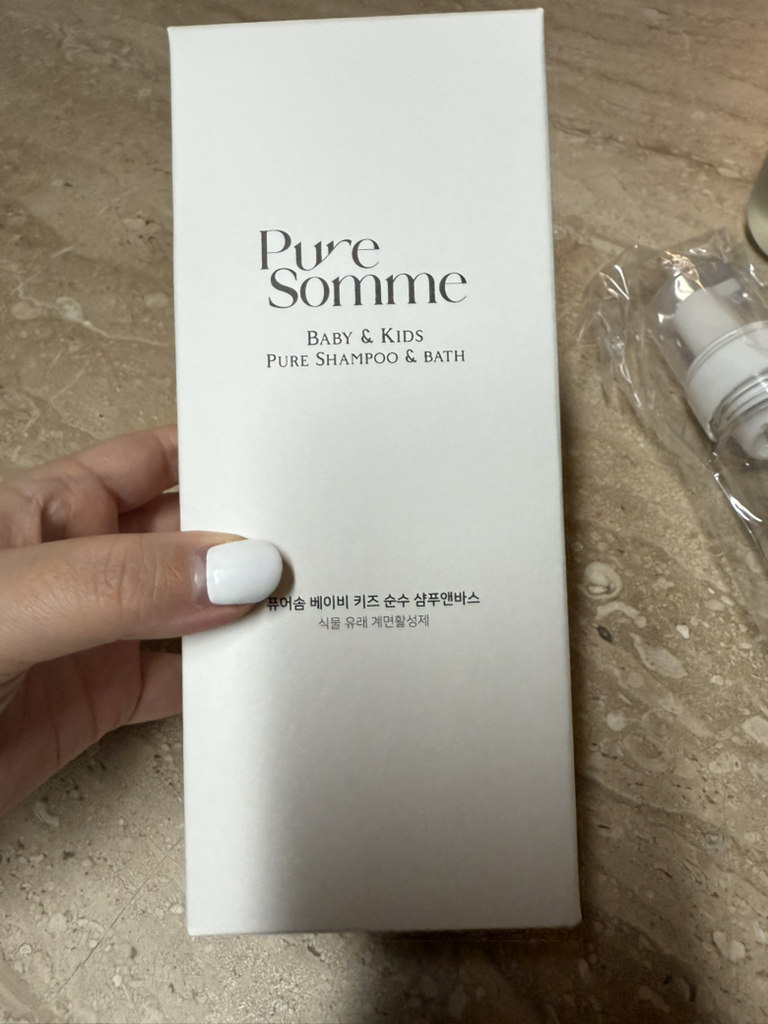 Pure
Somme
BABY & KIDS
PURE SHAMPOO & BATH
퓨어솜 베이비 키즈 순수 샴푸앤바스
식물 유래 계면활성제